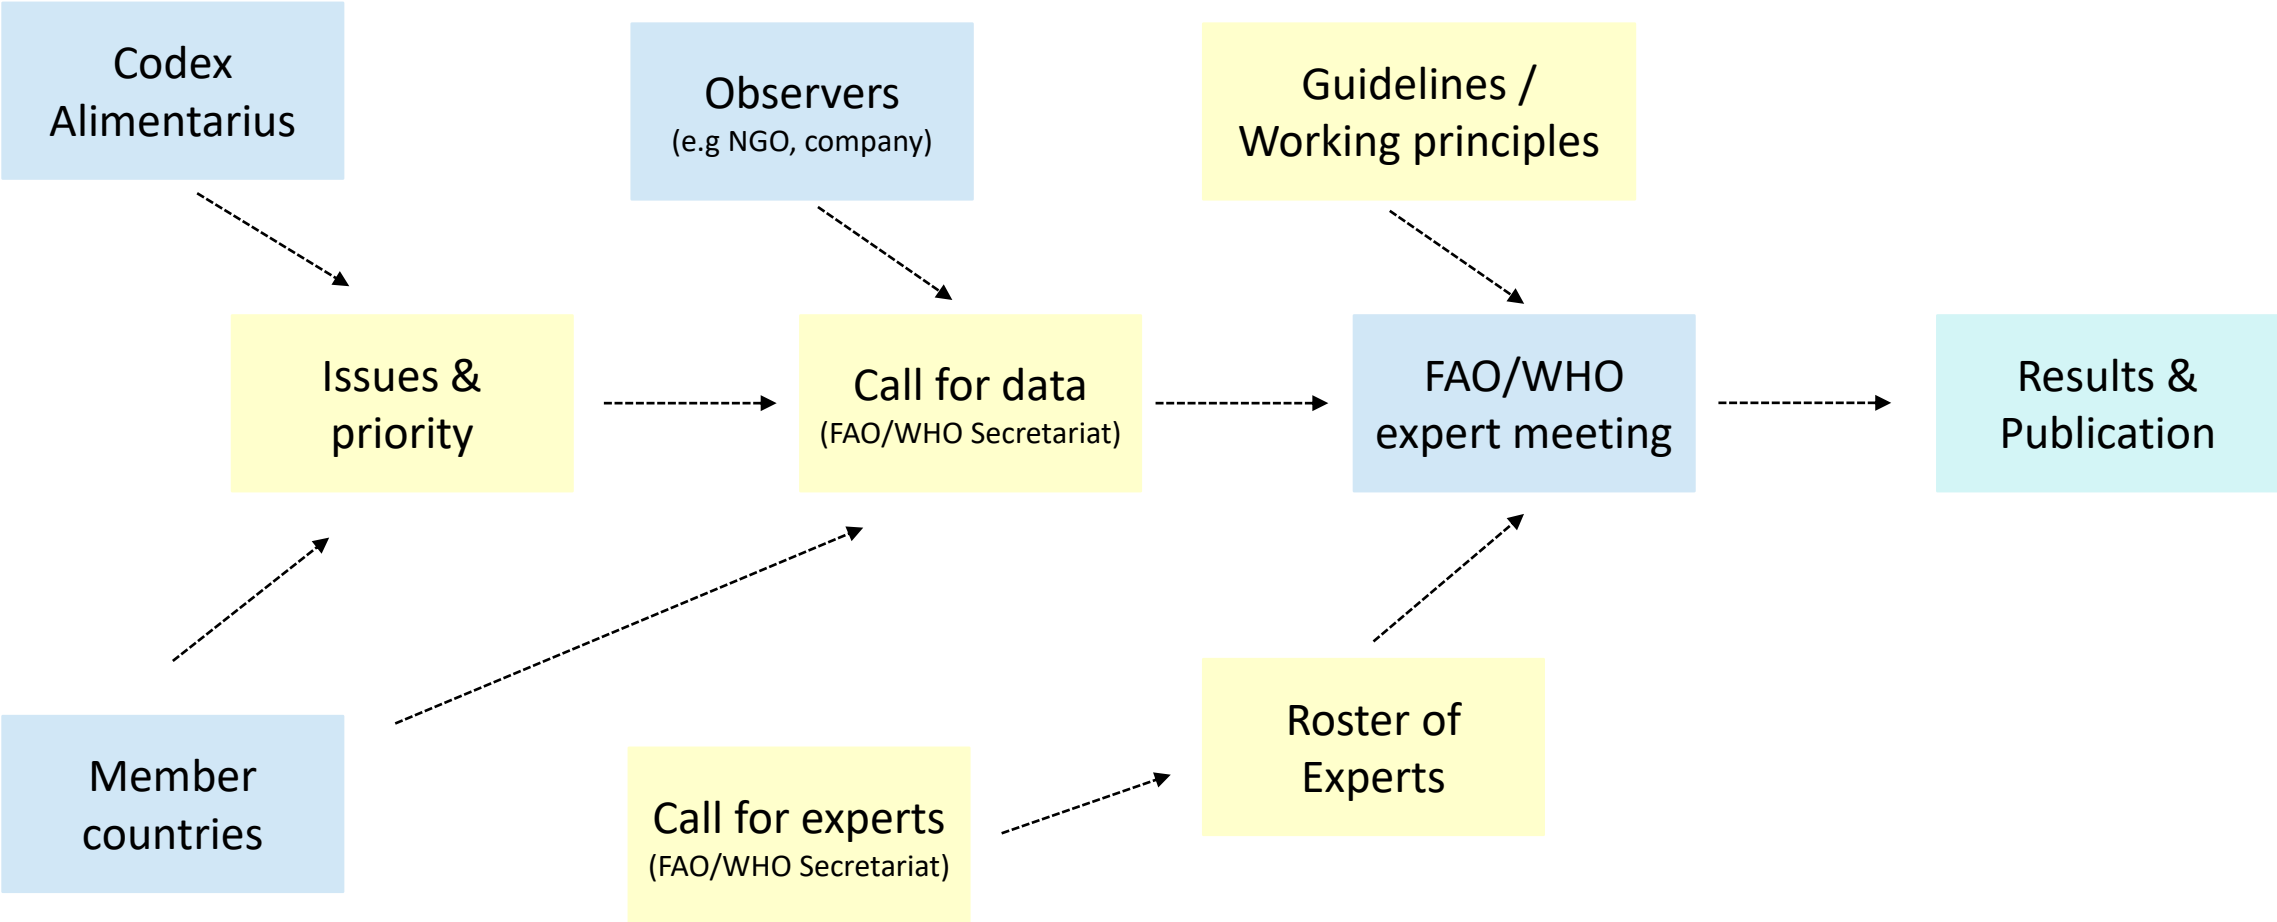 Codex
Alimentarius
Observers
(e.g NGO, company)
Guidelines /
Working principles
Issues &
priority
Call for data
(FAO/WHO Secretariat)
FAO/WHO
expert meeting
Results &
Publication
Member
countries
Call for experts
(FAO/WHO Secretariat)
Roster of
Experts